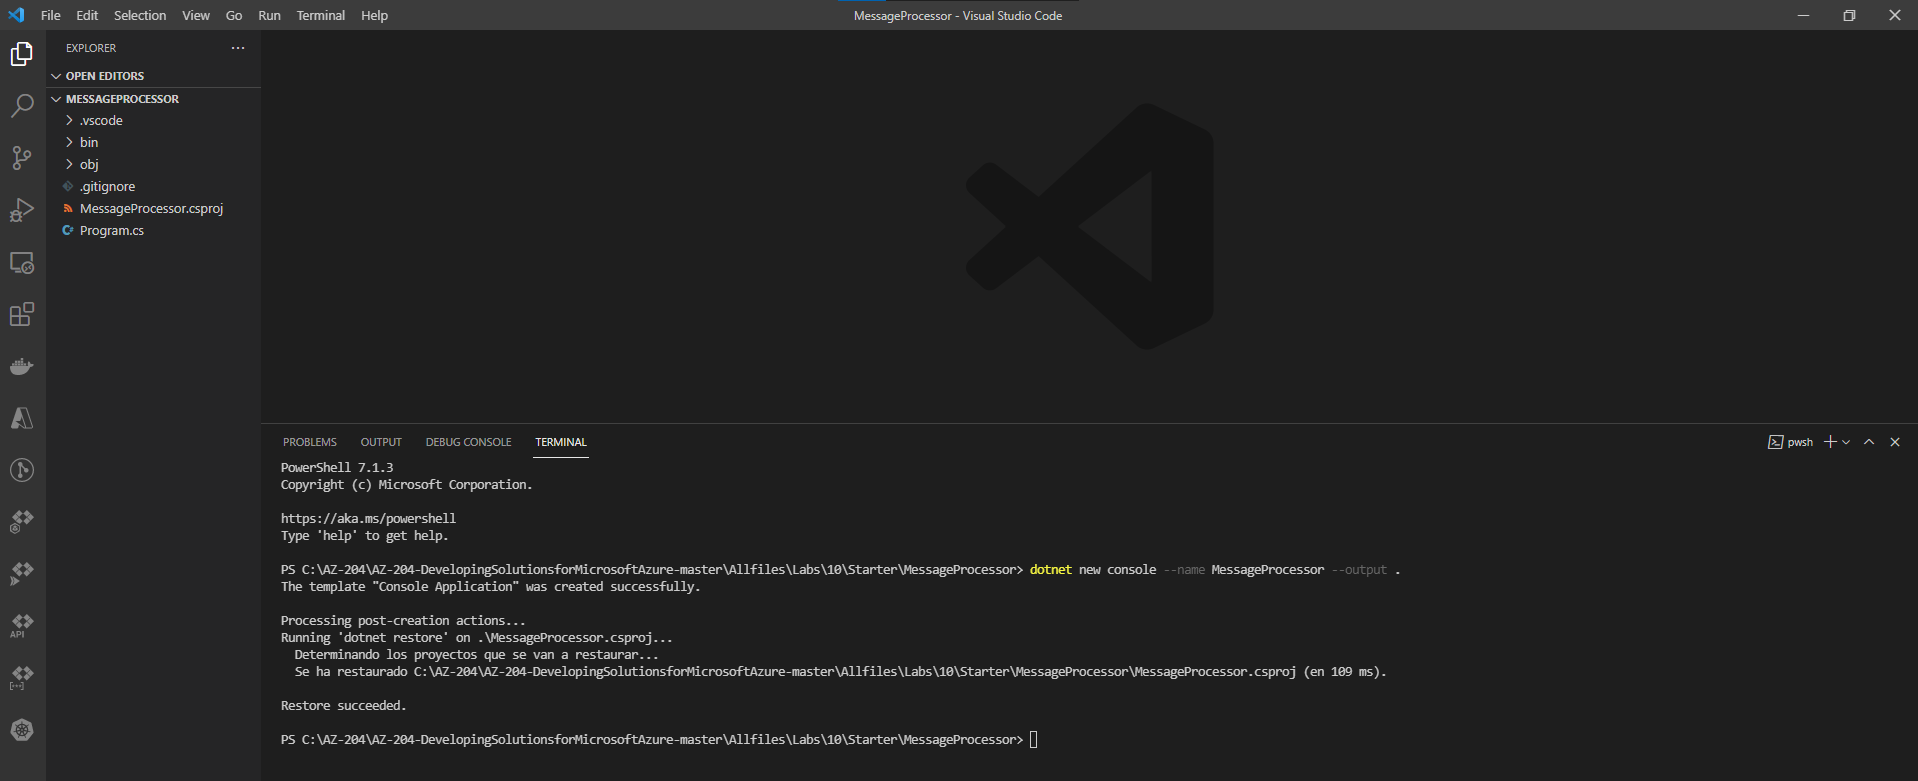 File Edit Selection View Go Run Terminal Help
MessageProcessor - Visual Studio Code
EXPLORER
OPEN EDITORS
MESSAGEPROCESSOR
.vscode
bin
obj
.gitignore
MessageProcessor.csproj
C# Program.cs
API
PROBLEMS OUTPUT DEBUG CONSOLE TERMINAL
pwsh
PowerShell 7.1.3
Copyright (c) Microsoft Corporation.
https://aka.ms/powershell
Type 'help' to get help.
PS C:\AZ-204\AZ-204-DevelopingSolutionsforMicrosoftAzure-master\Allfiles\Labs\10\Starter\MessageProcessor> dotnet new console --name MessageProcessor --output .
The template "Console Application" was created successfully.
Processing post-creation actions...
Running 'dotnet restore' on .\MessageProcessor.csproj...
Determinando los proyectos que se van a restaurar...
Se ha restaurado C:\AZ-204\AZ-204-DevelopingSolutionsforMicrosoftAzure-master\Allfiles\Labs\10\Starter\MessageProcessor\MessageProcessor.csproj (en 109 ms).
Restore succeeded.
PS C:\AZ-204\AZ-204-DevelopingSolutionsforMicrosoftAzure-master\Allfiles\Labs\10\Starter\MessageProcessor>